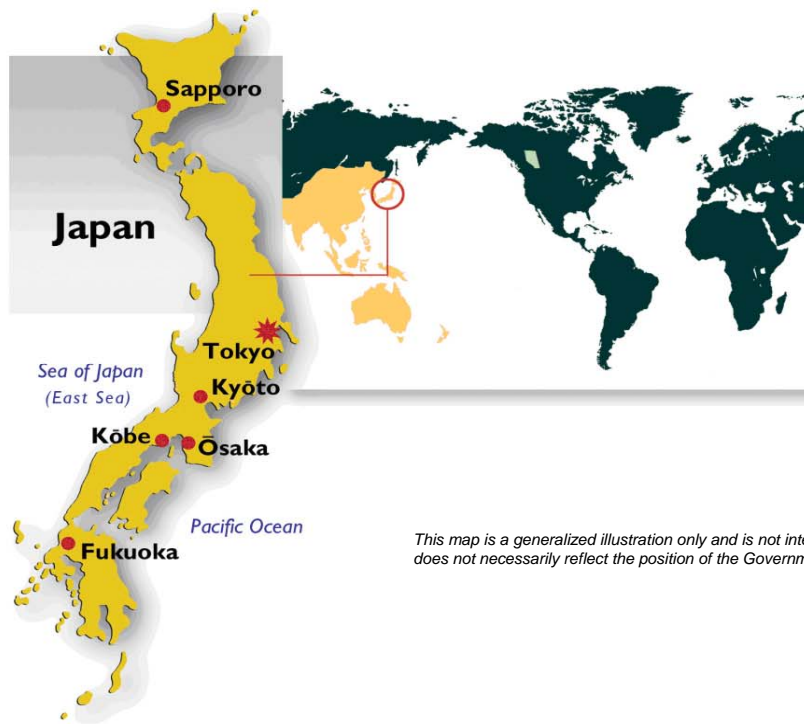 Sapporo
Japan
Tokyo
Sea of Japan
(East Sea)
Kyōto
Kōbe
Ōsaka
Pacific Ocean
Fukuoka
This map is a generalized illustration only and is not inte
does not necessarily reflect the position of the Governm